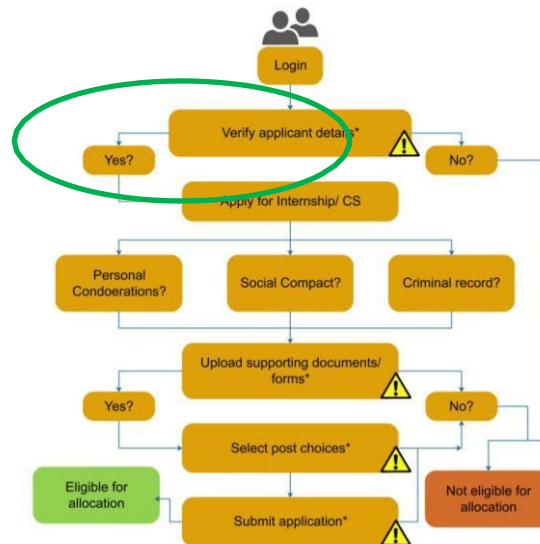 Login
Verify applicant details*
Yes?
No?
Apply for Internship/ CS
Personal
Condoerations?
Social Compact?
Criminal record?
Upload supporting documents/
forms*
Yes?
No?
Select post choices*
Eligible for
allocation
Not eligible for
allocation
Submit application*